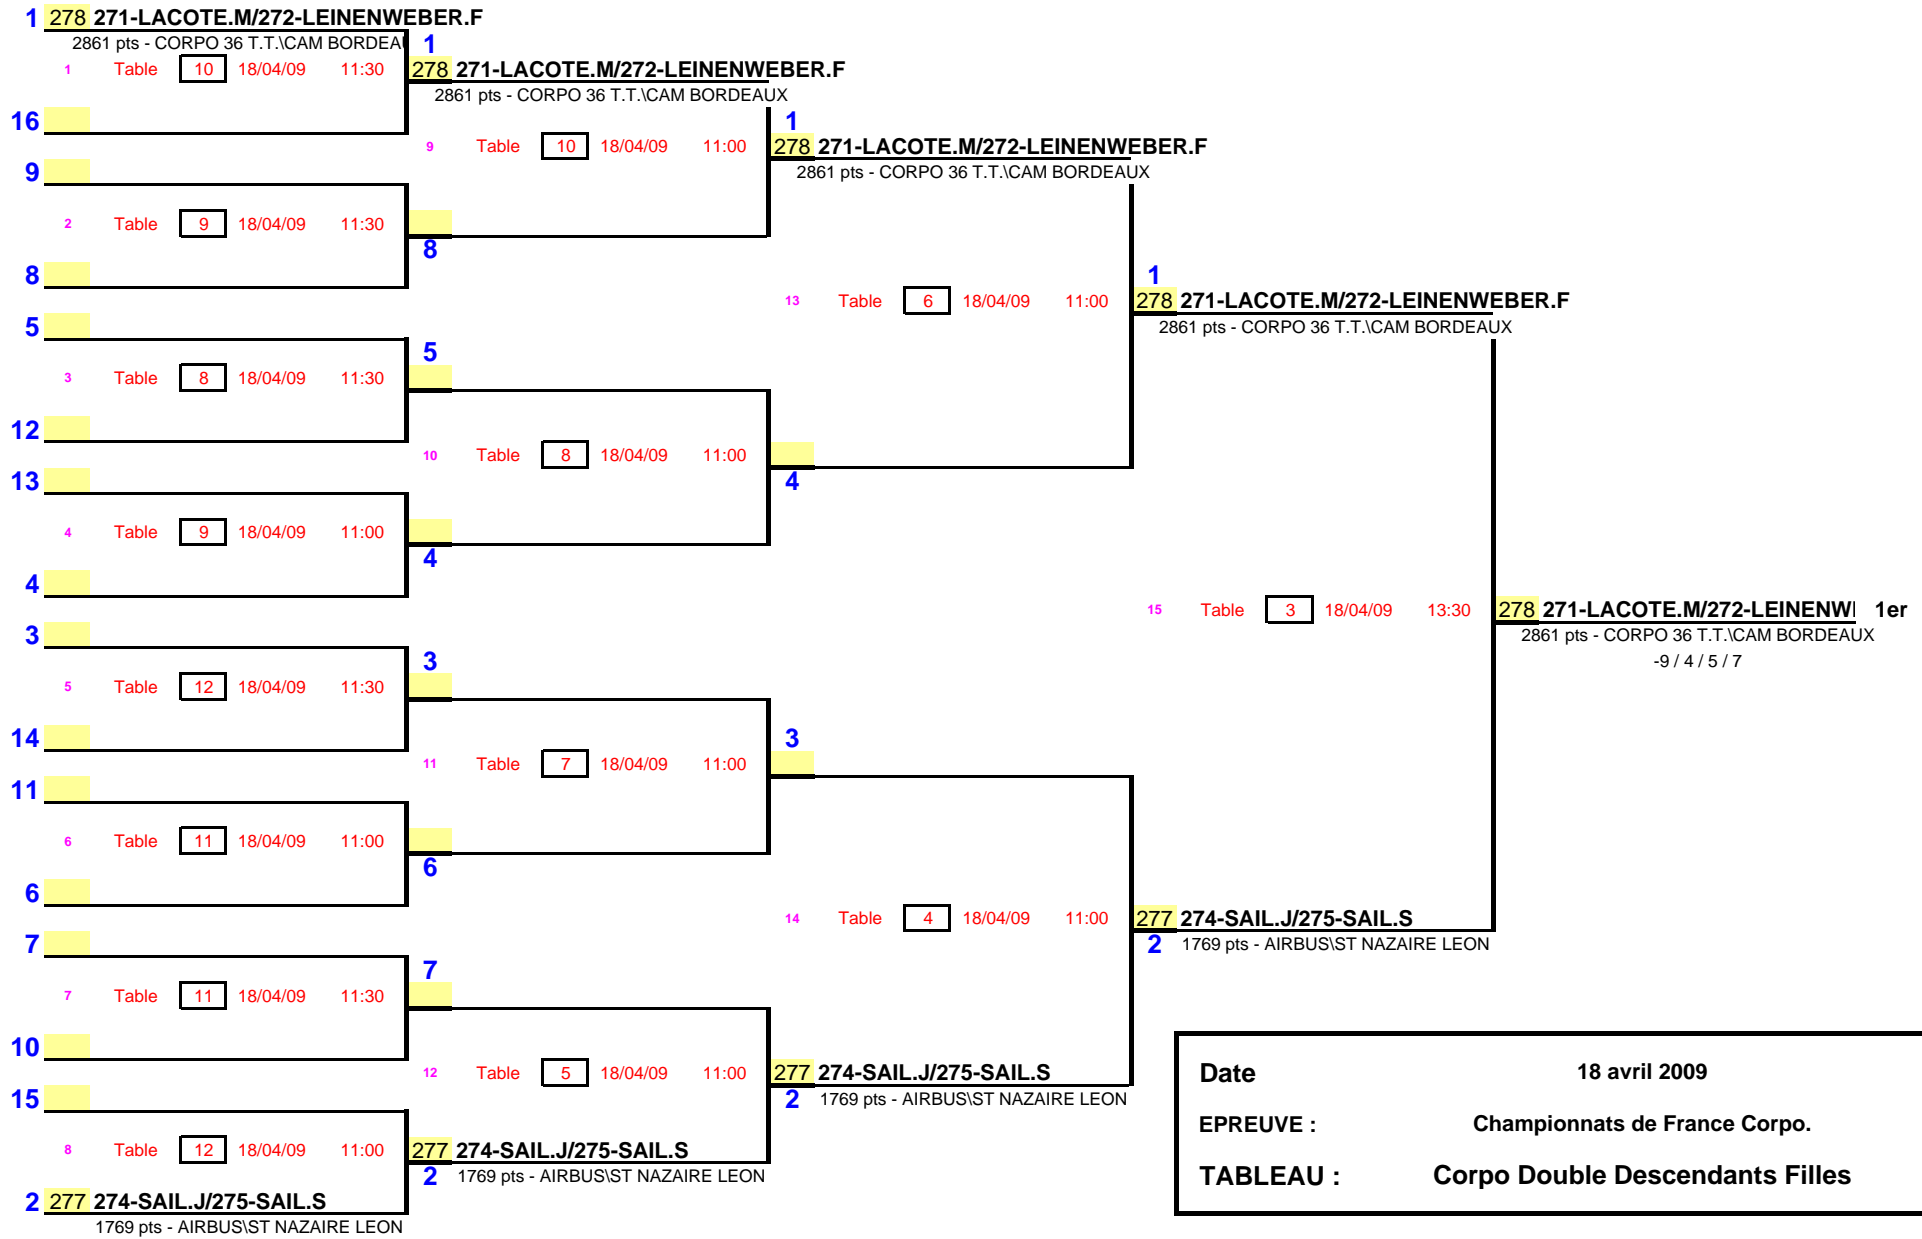 1 278 271-LACOTE.M/272-LEINENWEBER.F
2861 pts - CORPO 36 T.T.\CAM BORDEAU
1 Table 10 18/04/09 11:30
16
9
2 Table 9 18/04/09 11:30
8
5
3 Table 8 18/04/09 11:30
12
13
4 Table 9 18/04/09 11:00
4
3
5 Table 12 18/04/09 11:30
14
11
6 Table 11 18/04/09 11:00
6
7
7 Table 11 18/04/09 11:30
10
15
8 Table 12 18/04/09 11:00
2 277 274-SAIL.J/275-SAIL.S
1769 pts - AIRBUS\ST NAZAIRE LEON
1
278 271-LACOTE.M/272-LEINENWEBER.F
2861 pts - CORPO 36 T.T.\CAM BORDEAUX
9 Table 10 18/04/09 11:00
8
5
10 Table 8 18/04/09 11:00
4
3
11 Table 7 18/04/09 11:00
6
7
12 Table 5 18/04/09 11:00
277 274-SAIL.J/275-SAIL.S
2 1769 pts - AIRBUS\ST NAZAIRE LEON
1
278 271-LACOTE.M/272-LEINENWEBER.F
2861 pts - CORPO 36 T.T.\CAM BORDEAUX
13 Table 6 18/04/09 11:00
4
3
14 Table 4 18/04/09 11:00
277 274-SAIL.J/275-SAIL.S
2 1769 pts - AIRBUS\ST NAZAIRE LEON
1
278 271-LACOTE.M/272-LEINENWEBER.F
2861 pts - CORPO 36 T.T.\CAM BORDEAUX
15 Table 3 18/04/09 13:30
277 274-SAIL.J/275-SAIL.S
2 1769 pts - AIRBUS\ST NAZAIRE LEON
278 271-LACOTE.M/272-LEINENW 1er
2861 pts - CORPO 36 T.T.\CAM BORDEAUX
-9 / 4 / 5 / 7
Date 18 avril 2009
EPREUVE : Championnats de France Corpo.
TABLEAU : Corpo Double Descendants Filles